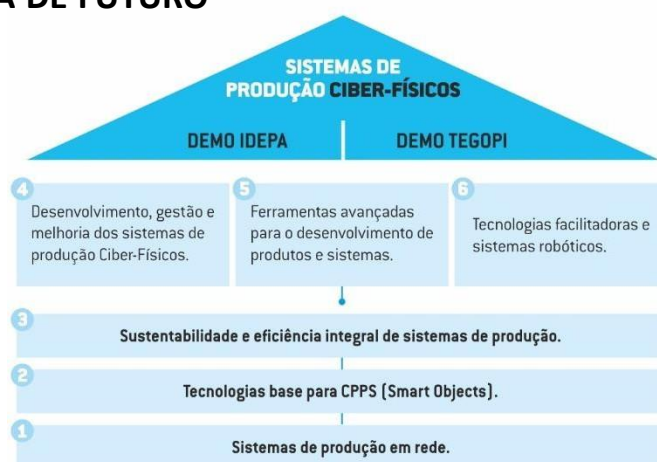 A DE FUTURO
SISTEMAS DE
PRODUÇÃO CIBER-FÍSICOS
DEMO IDEPA
DEMO TEGOPI
4
Desenvolvimento, gestão e
melhoria dos sistemas de
produção Ciber-Físicos.
5
Ferramentas avançadas
para o desenvolvimento de
produtos e sistemas.
6
Tecnologias facilitadoras e
sistemas robóticos.
3
Sustentabilidade e eficiência integral de sistemas de produção.
2
Tecnologias base para CPPS (Smart Objects).
1
Sistemas de produção em rede.